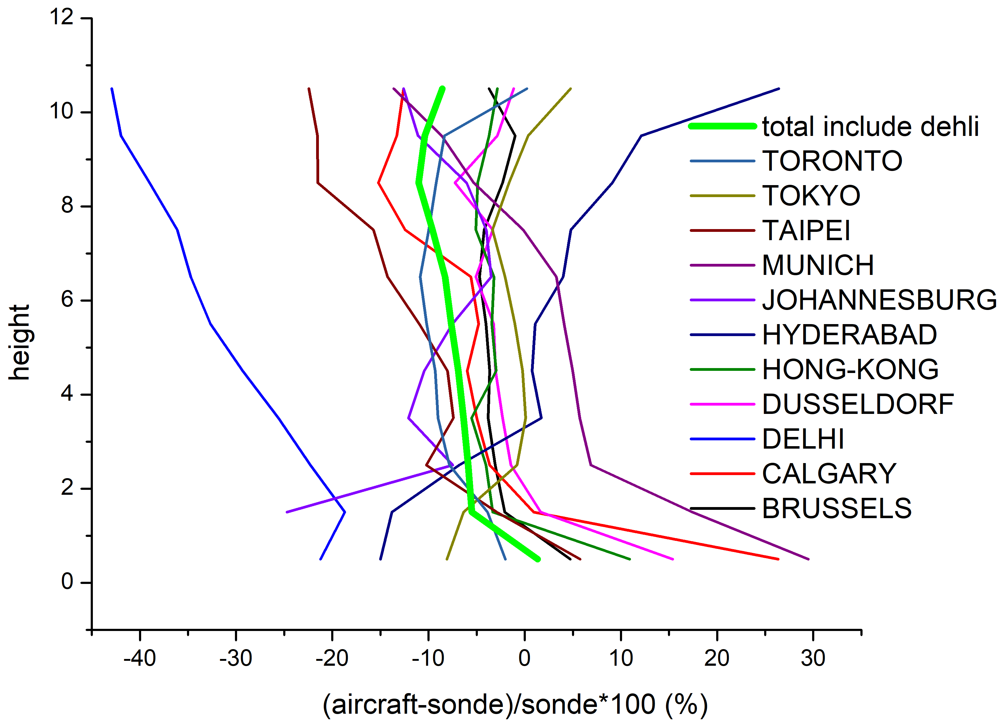 12
10
8
6
4
2
0
height
-40 -30 -20 -10 0 10 20 30
(aircraft-sonde)/sonde*100 (%)
total include dehli
TORONTO
TOKYO
TAIPEI
MUNICH
JOHANNESBURG
HYDERABAD
HONG-KONG
DUSSELDORF
DELHI
CALGARY
BRUSSELS